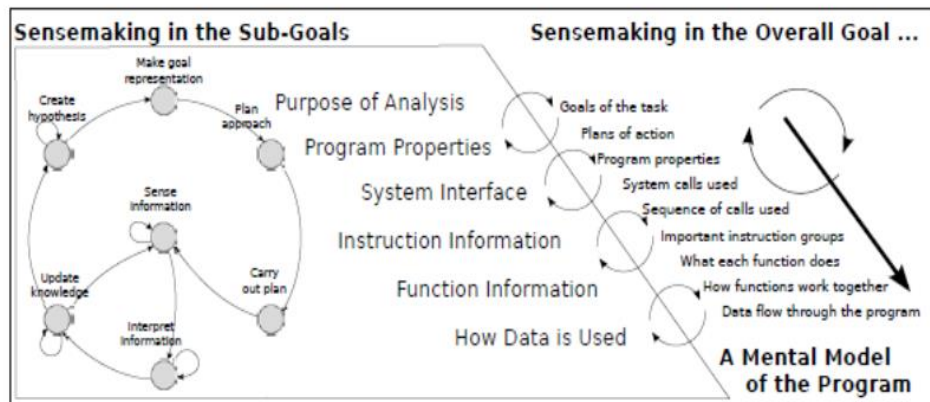 Sensemaking in the Sub-Goals
Sensemaking in the Overall Goal ...
Make goal
representation
Create
hypothesis
Plan
approach
Sense
Information
Update
knowledge
Carry
out plan
Interpret
Information
Purpose of Analysis
Program Properties
System Interface
Instruction Information
Function Information
How Data is Used
Goals of the task
Plans of action
Program properties
System calls used
Sequence of calls used
Important instruction groups
What each function does
How functions work together
Data flow through the program
A Mental Model
of the Program